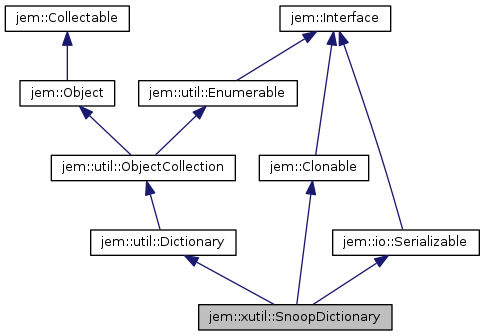 jem::Collectable
jem::Interface
jem::Object
jem::util::Enumerable
jem::util::ObjectCollection
jem::Clonable
jem::util::Dictionary
jem::io::Serializable
jem::xutil::SnoopDictionary